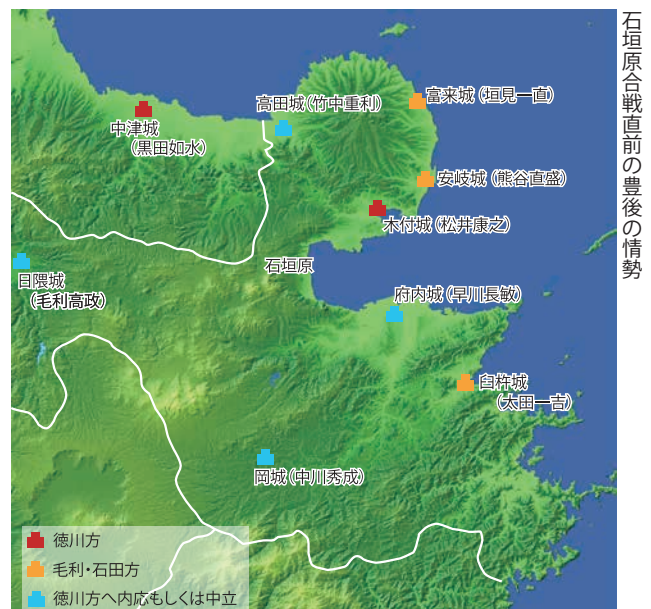 石垣原合戦直前の豊後の情勢
富来城（垣見一直）
高田城（竹中重利）
中津城
（黒田如水）
安岐城（熊谷直盛）
木付城（松井康之）
石垣原
日隈城
（毛利高政）
府内城（早川長敏）
臼杵城
（太田一吉）
岡城（中川秀成）
徳川方
毛利・石田方
徳川方へ内応もしくは中立